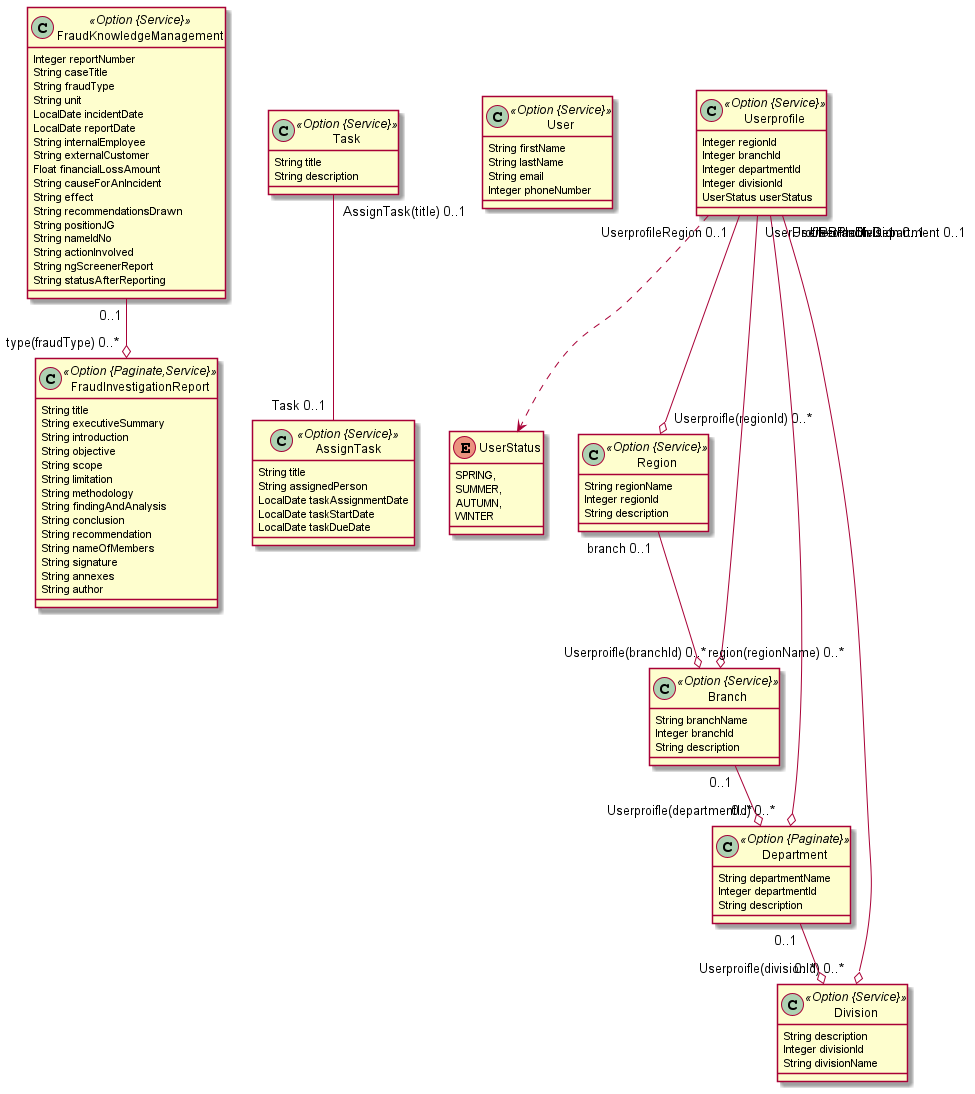 C
«Option {Service}»
FraudKnowledgeManagement
Integer reportNumber
String caseTitle
String fraudType
String unit
LocalDate incidentDate
LocalDate reportDate
String internalEmployee
String externalCustomer
Float financialLossAmount
String causeForAnIncident
String effect
String recommendationsDrawn
String positionJG
String nameIdNo
String actionInvolved
String ngScreenerReport
String statusAfterReporting
C
«Option {Service}»
Task
String title
String description
C
«Option {Service}»
User
String firstName
String lastName
String email
Integer phoneNumber
C
«Option {Service}»
Userprofile
Integer regionId
Integer branchId
Integer departmentId
Integer divisionId
UserStatus userStatus
AssignTask(title) 0..1
UserprofileRegion 0..1
0..1
0..1
type(fraudType) 0..*
C
«Option {Paginate,Service}»
FraudInvestigationReport
String title
String executiveSummary
String introduction
String objective
String scope
String limitation
String methodology
String findingAndAnalysis
String conclusion
String recommendation
String nameOfMembers
String signature
String annexes
String author
Task 0..1
C
«Option {Service}»
AssignTask
String title
String assignedPerson
LocalDate taskAssignmentDate
LocalDate taskStartDate
LocalDate taskDueDate
E
UserStatus
SPRING,
SUMMER,
AUTUMN,
WINTER
Userproifle(regionId) 0..*
C
«Option {Service}»
Region
String regionName
Integer regionId
String description
branch 0..1
Userproifle(branchId) 0..*
region(regionName) 0..*
C
«Option {Service}»
Branch
String branchName
Integer branchId
String description
0..1
Userproifle(departmentId) 0..*
C
«Option {Paginate}»
Department
String departmentName
Integer departmentId
String description
0..1
Userproifle(divisionId) 0..*
C
«Option {Service}»
Division
String description
Integer divisionId
String divisionName